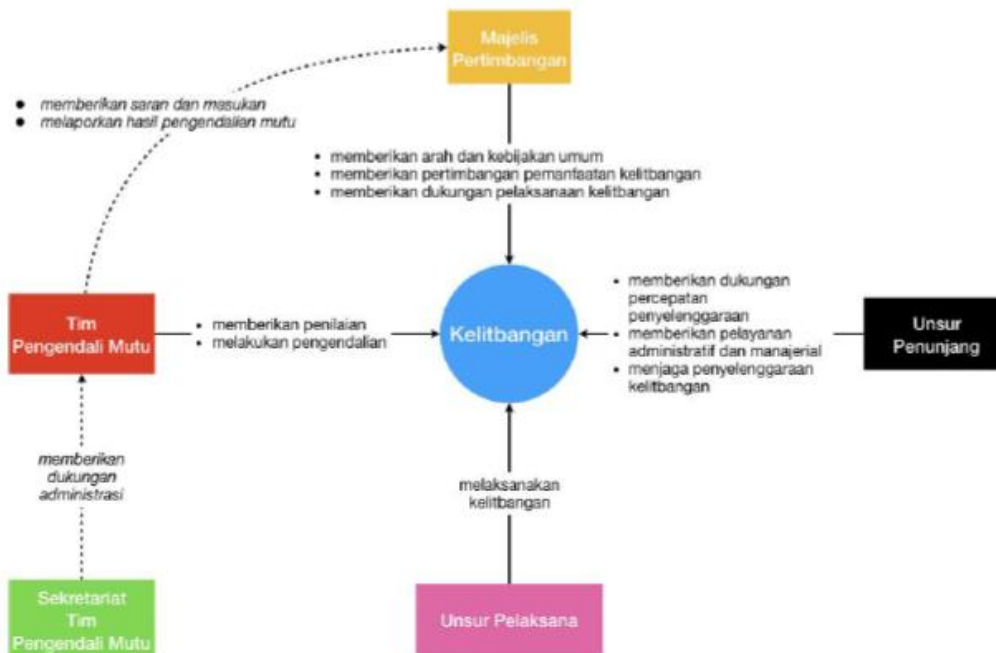 Majelis
Pertimbangan
• memberikan saran dan masukan
• melaporkan hasil pengendalian mutu
• memberikan arah dan kebijakan umum
• memberikan pertimbangan pemanfaatan kelitbangan
• memberikan dukungan pelaksanaan kelitbangan
Tim
Pengendali Mutu
• memberikan penilaian
• melakukan pengendalian
Kelitbangan
• memberikan dukungan
percepatan
penyelenggaraan
• memberikan pelayanan
administratif dan manajerial
• menjaga penyelenggaraan
kelitbangan
Unsur
Penunjang
memberikan
dukungan
administrasi
melaksanakan
kelitbangan
Sekretariat
Tim
Pengendali Mutu
Unsur Pelaksana